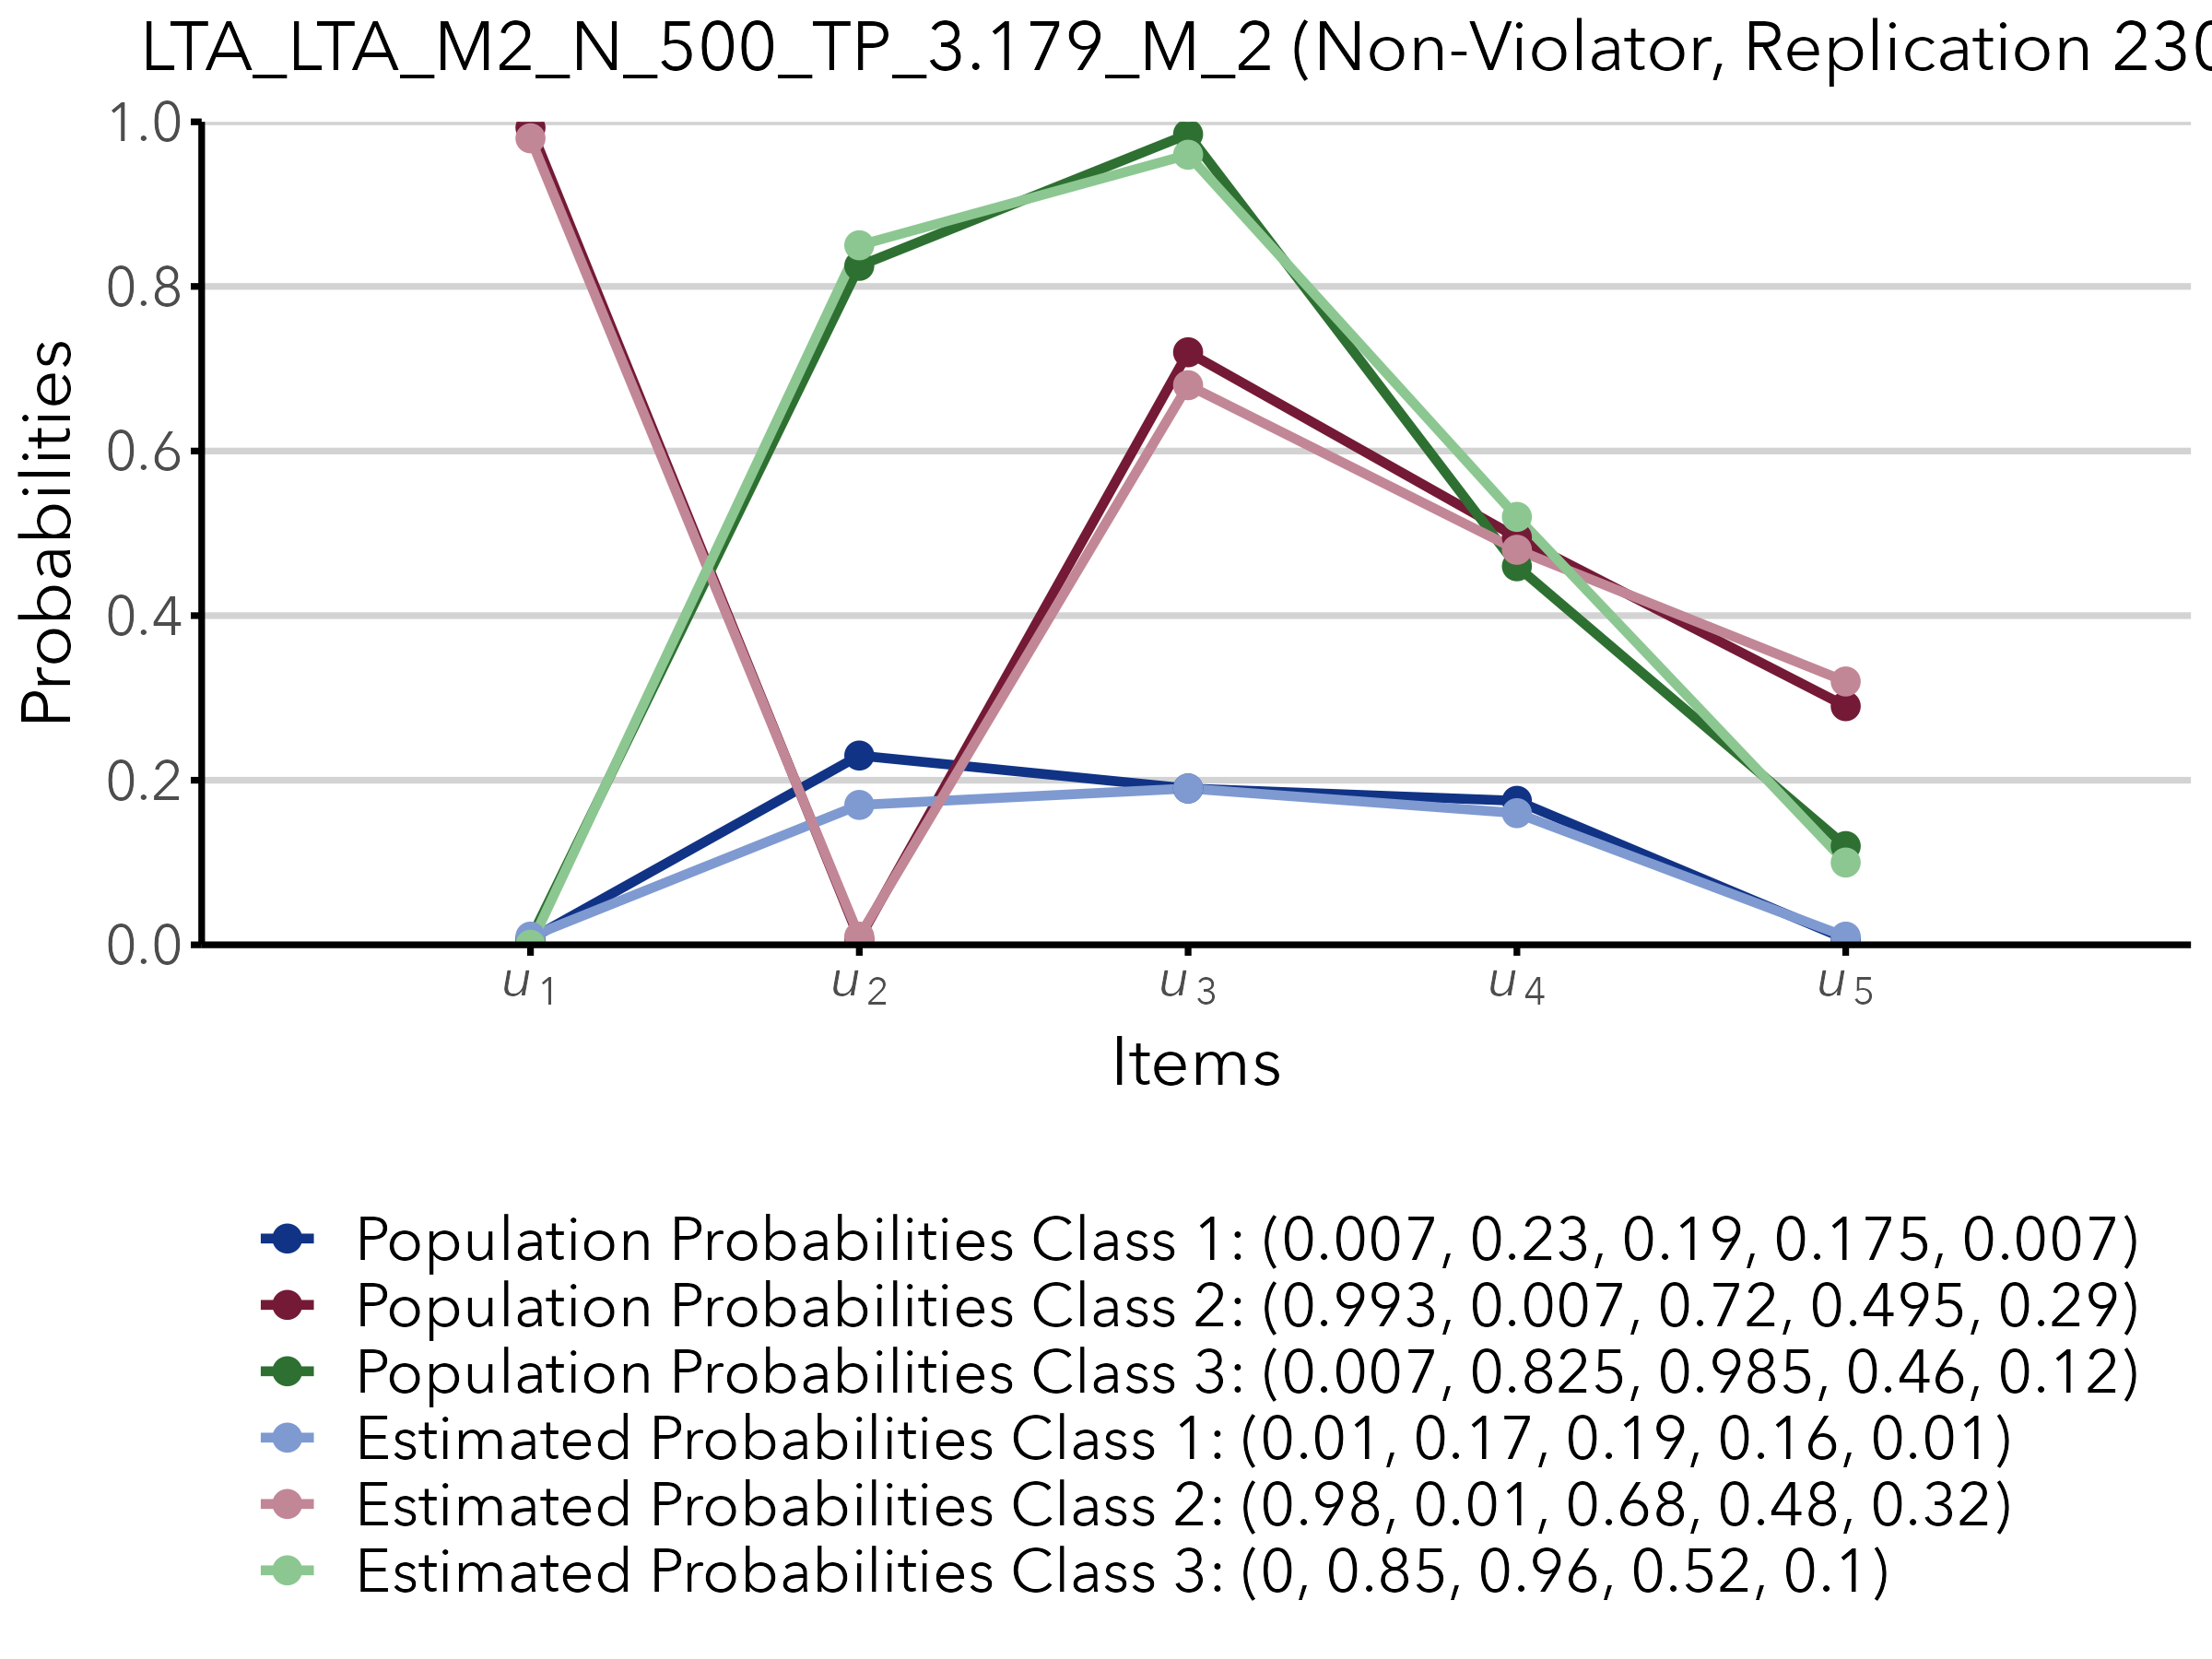 LTA_LTA_M2_N_500_TP_3.179_M_2 (Non-Violator, Replication 230
1.0
0.8
0.6
0.4
0.2
0.0
Probabilities
u1
u2
u3
u4
u5
Items
Population Probabilities Class 1: (0.007, 0.23, 0.19, 0.175, 0.007)
Population Probabilities Class 2: (0.993, 0.007, 0.72, 0.495, 0.29)
Population Probabilities Class 3: (0.007, 0.825, 0.985, 0.46, 0.12)
Estimated Probabilities Class 1: (0.01, 0.17, 0.19, 0.16, 0.01)
Estimated Probabilities Class 2: (0.98, 0.01, 0.68, 0.48, 0.32)
Estimated Probabilities Class 3: (0, 0.85, 0.96, 0.52, 0.1)